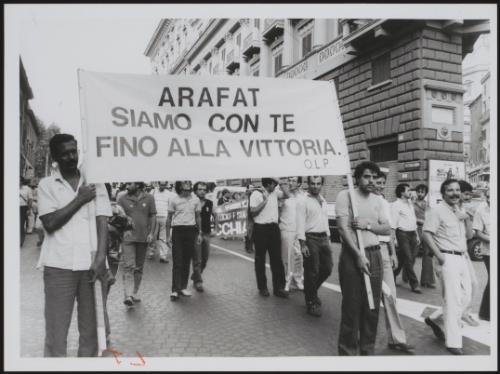 ARAFAT
SIAMO CON TE
FINO ALLA VITTORIA.
O.L.P